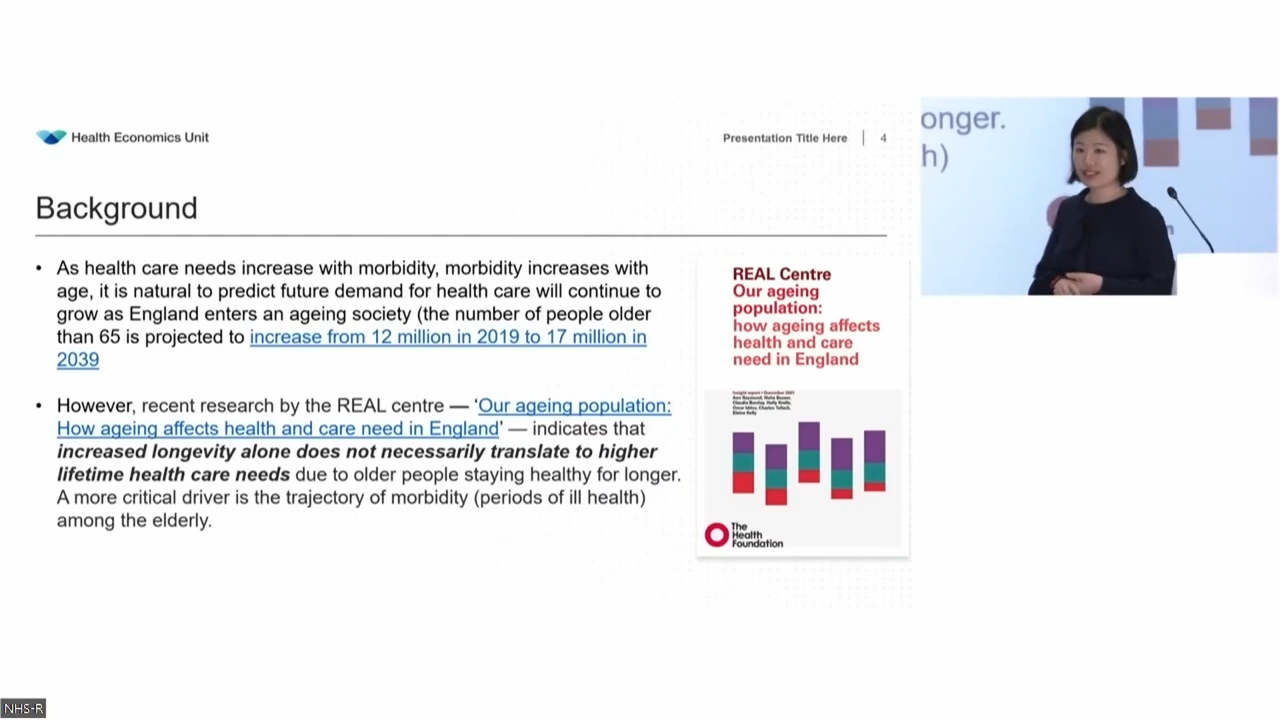 Health Economics Unit
Presentation Title Here | 4
Background
• As health care needs increase with morbidity, morbidity increases with
age, it is natural to predict future demand for health care will continue to
grow as England enters an ageing society (the number of people older
than 65 is projected to increase from 12 million in 2019 to 17 million in
2039
• However, recent research by the REAL centre — ‘Our ageing population:
How ageing affects health and care need in England’ — indicates that
increased longevity alone does not necessarily translate to higher
lifetime health care needs due to older people staying healthy for longer.
A more critical driver is the trajectory of morbidity (periods of ill health)
among the elderly.
REAL Centre
Our ageing
population:
how ageing affects
health and care
need in England
The
Health
Foundation
onger.
h)
NHS-R